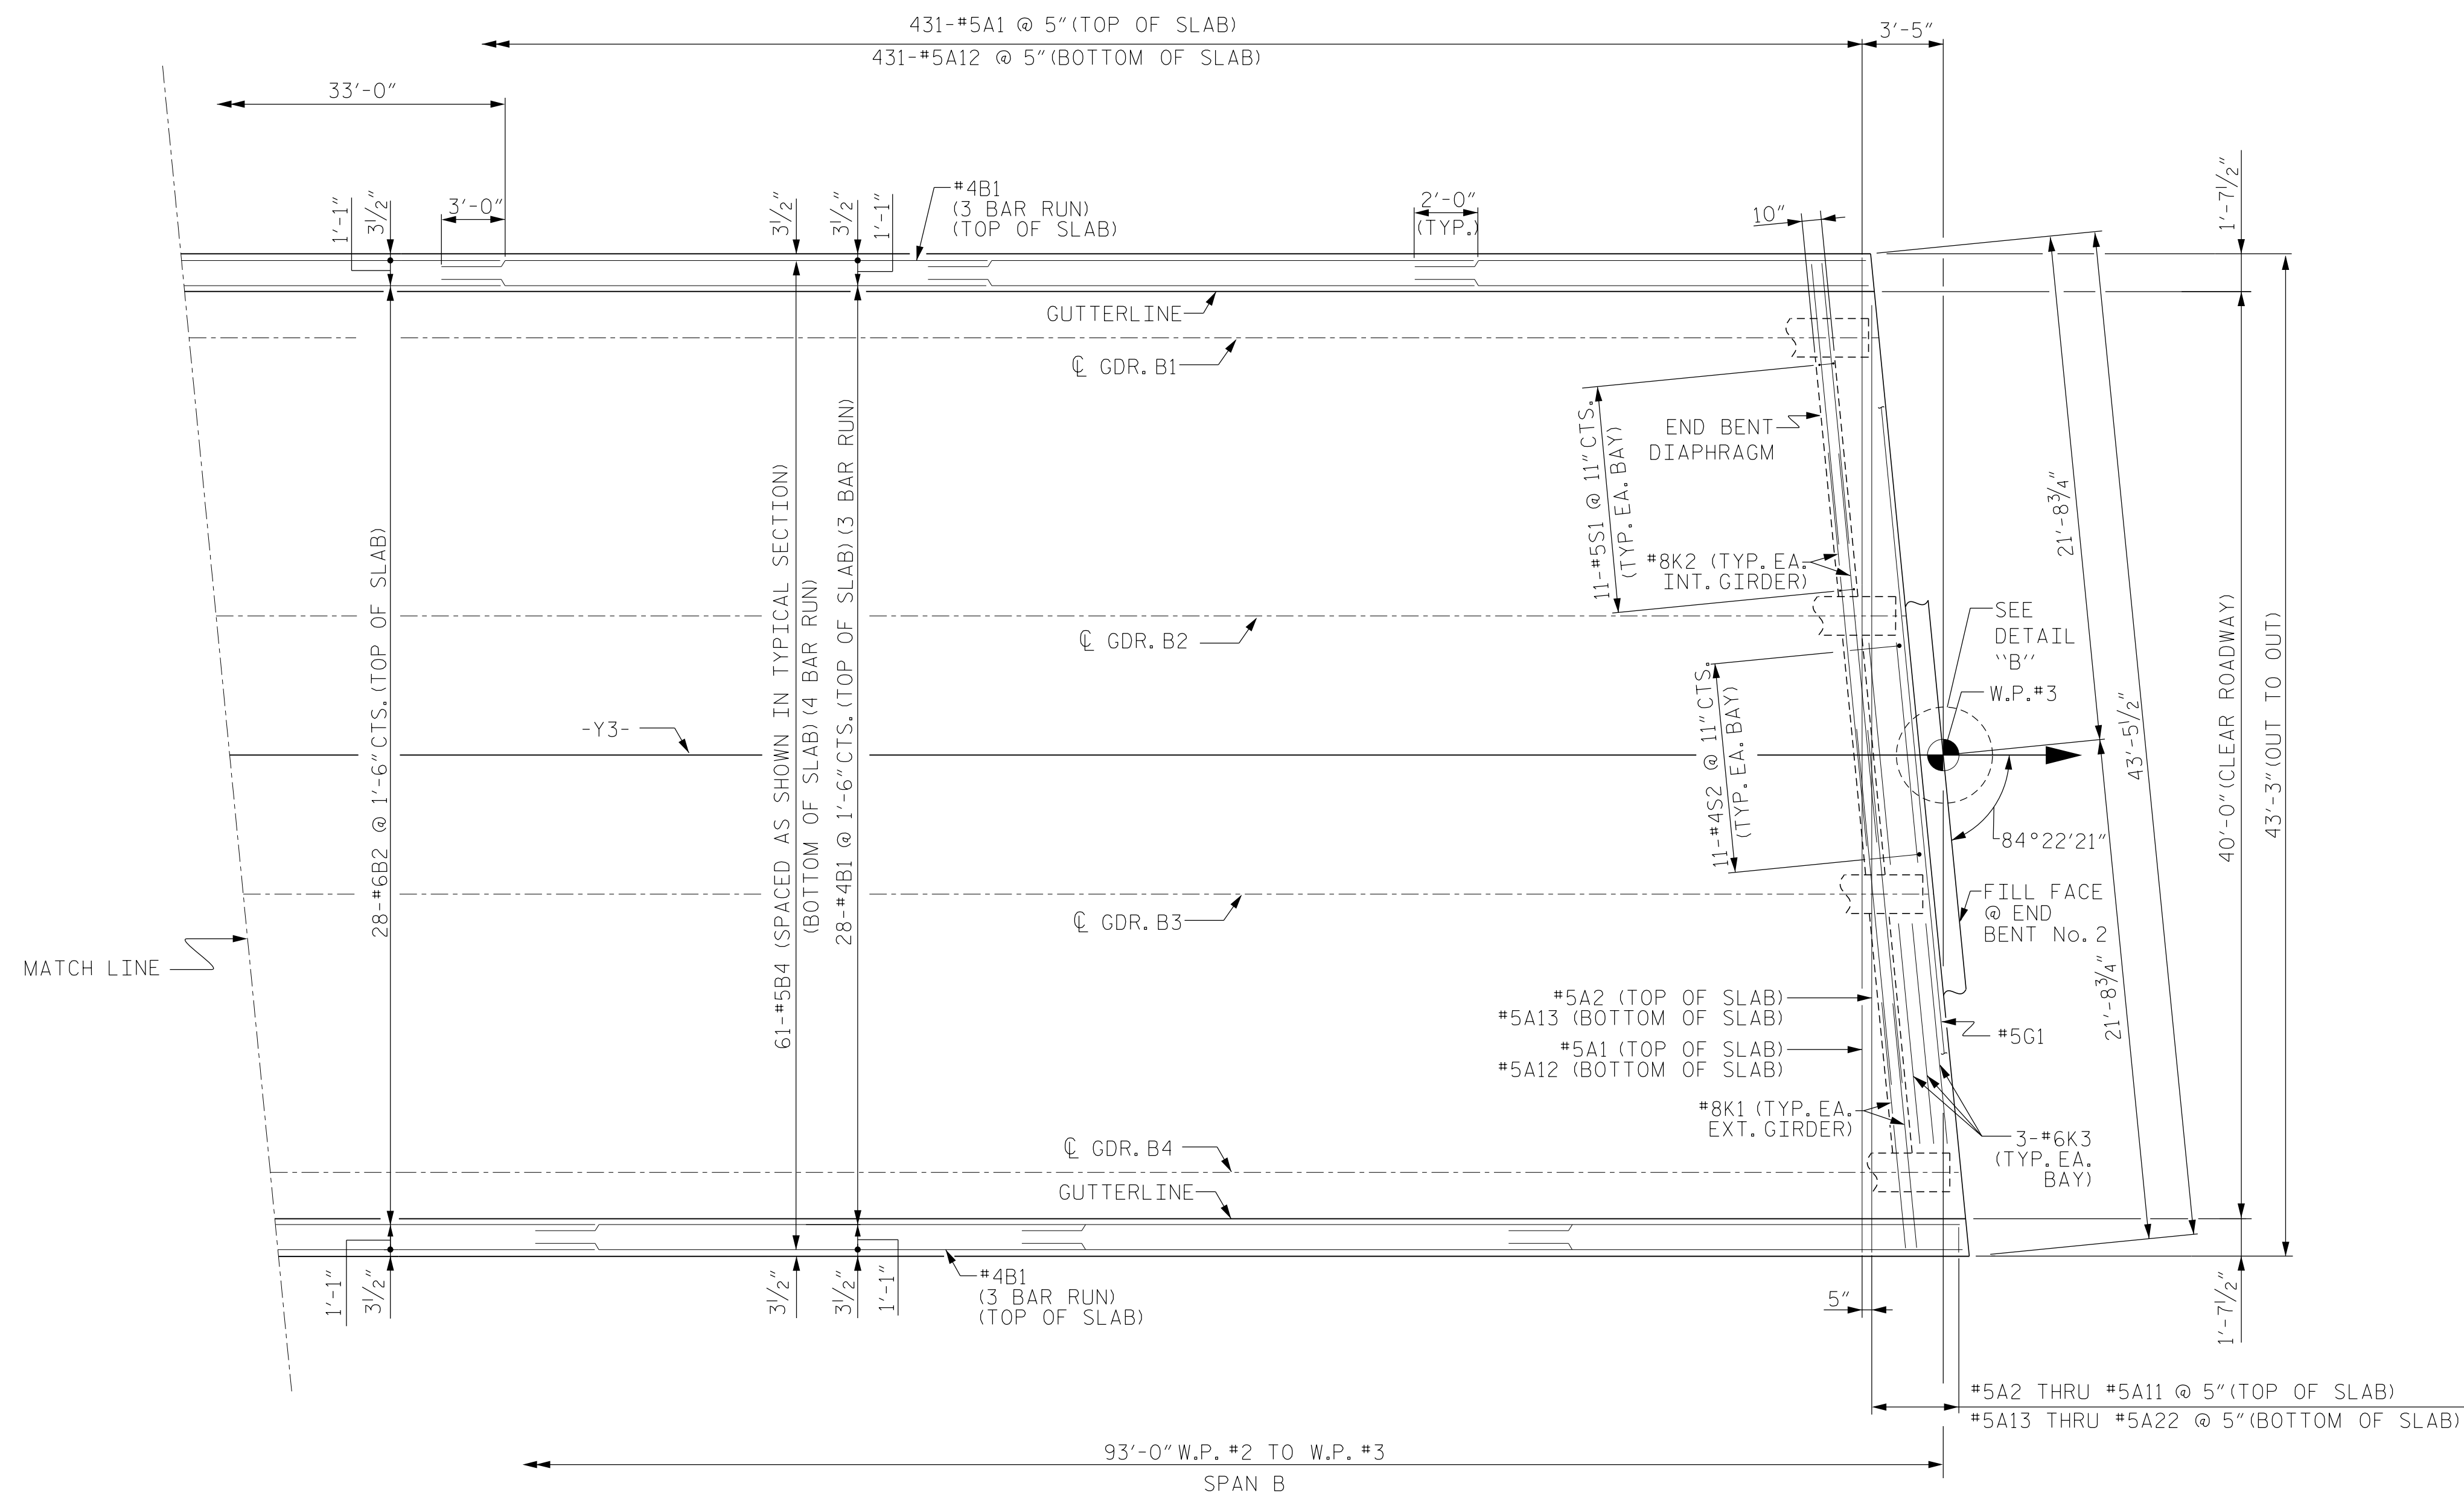 431-#5A1 @ 5"(TOP OF SLAB)
431-#5A12 @ 5"(BOTTOM OF SLAB)
3'-5"
33'-0"
1'-1"
3½"
3'-0"
3½"
3½"
1'-1"
#4B1
(3 BAR RUN)
(TOP OF SLAB)
2'-0"
(TYP.)
10"
1'-7½"
GUTTERLINE
℄ GDR. B1
END BENT
DIAPHRAGM
11-#5S1 @ 11"CTS.
(TYP. EA. BAY)
#8K2 (TYP. EA.
INT. GIRDER)
℄ GDR. B2
SEE
DETAIL
"B"
W.P.#3
11-#4S2 @ 11"CTS.
(TYP. EA. BAY)
-Y3-
28-#6B2 @ 1'-6"CTS. (TOP OF SLAB)
61-#5B4 (SPACED AS SHOWN IN TYPICAL SECTION)
(BOTTOM OF SLAB) (4 BAR RUN)
28-#4B1 @ 1'-6"CTS. (TOP OF SLAB) (3 BAR RUN)
21'-8¾"
43'-5½"
40'-0"(CLEAR ROADWAY)
43'-3"(OUT TO OUT)
84°22'21"
FILL FACE
@ END
BENT No. 2
21'-8¾"
℄ GDR. B3
MATCH LINE
#5A2 (TOP OF SLAB)
#5A13 (BOTTOM OF SLAB)
#5A1 (TOP OF SLAB)
#5A12 (BOTTOM OF SLAB)
#5G1
#8K1 (TYP. EA.
EXT. GIRDER)
3-#6K3
(TYP. EA.
BAY)
℄ GDR. B4
GUTTERLINE
1'-1"
3½"
3½"
3½"
1'-1"
#4B1
(3 BAR RUN)
(TOP OF SLAB)
5"
1'-7½"
#5A2 THRU #5A11 @ 5"(TOP OF SLAB)
#5A13 THRU #5A22 @ 5"(BOTTOM OF SLAB)
93'-0" W.P. #2 TO W.P. #3
SPAN B